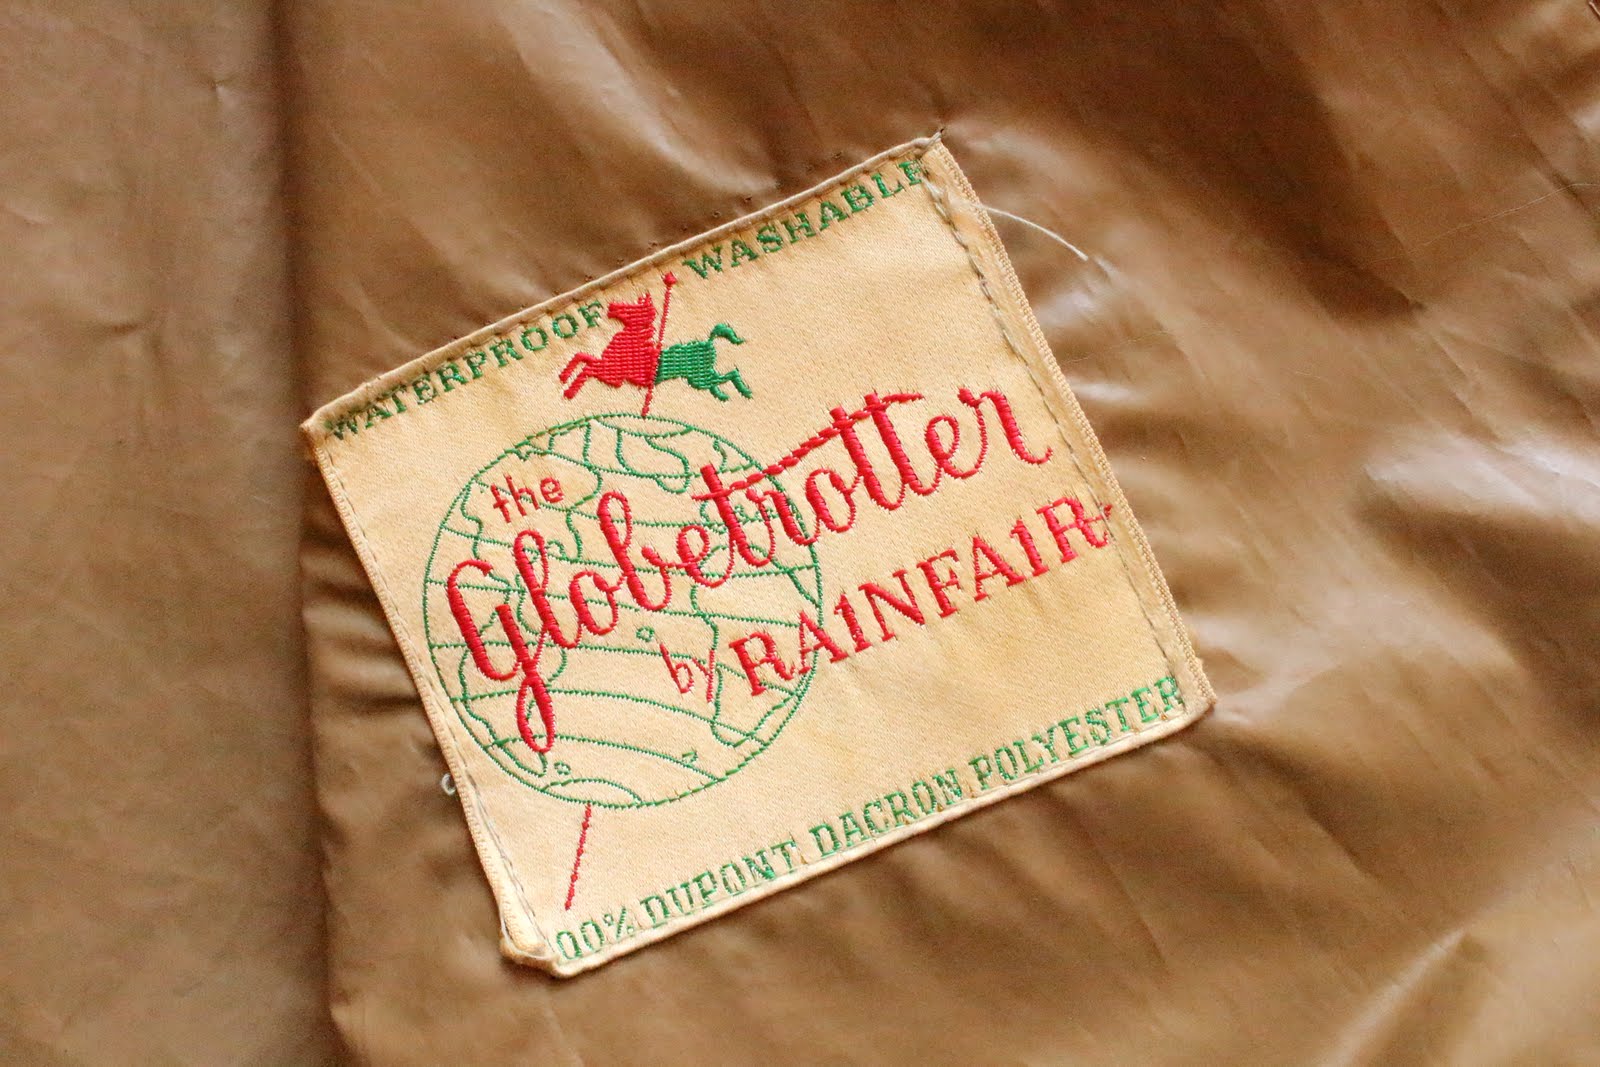 WATERPROOF WASHABLE
the
Globetrotter
by RAINFAIR
00% DUPONT DACRON POLYESTER